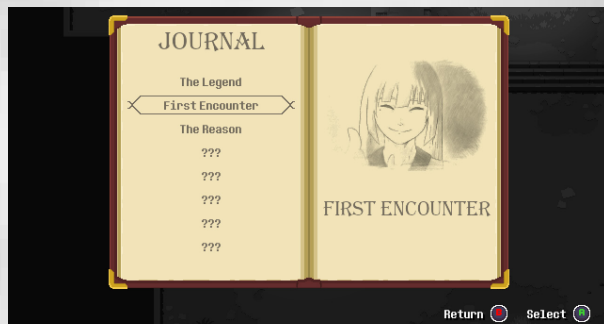 JOURNAL
The Legend
First Encounter
The Reason
???
???
???
???
???
FIRST ENCOUNTER
Return
Select A